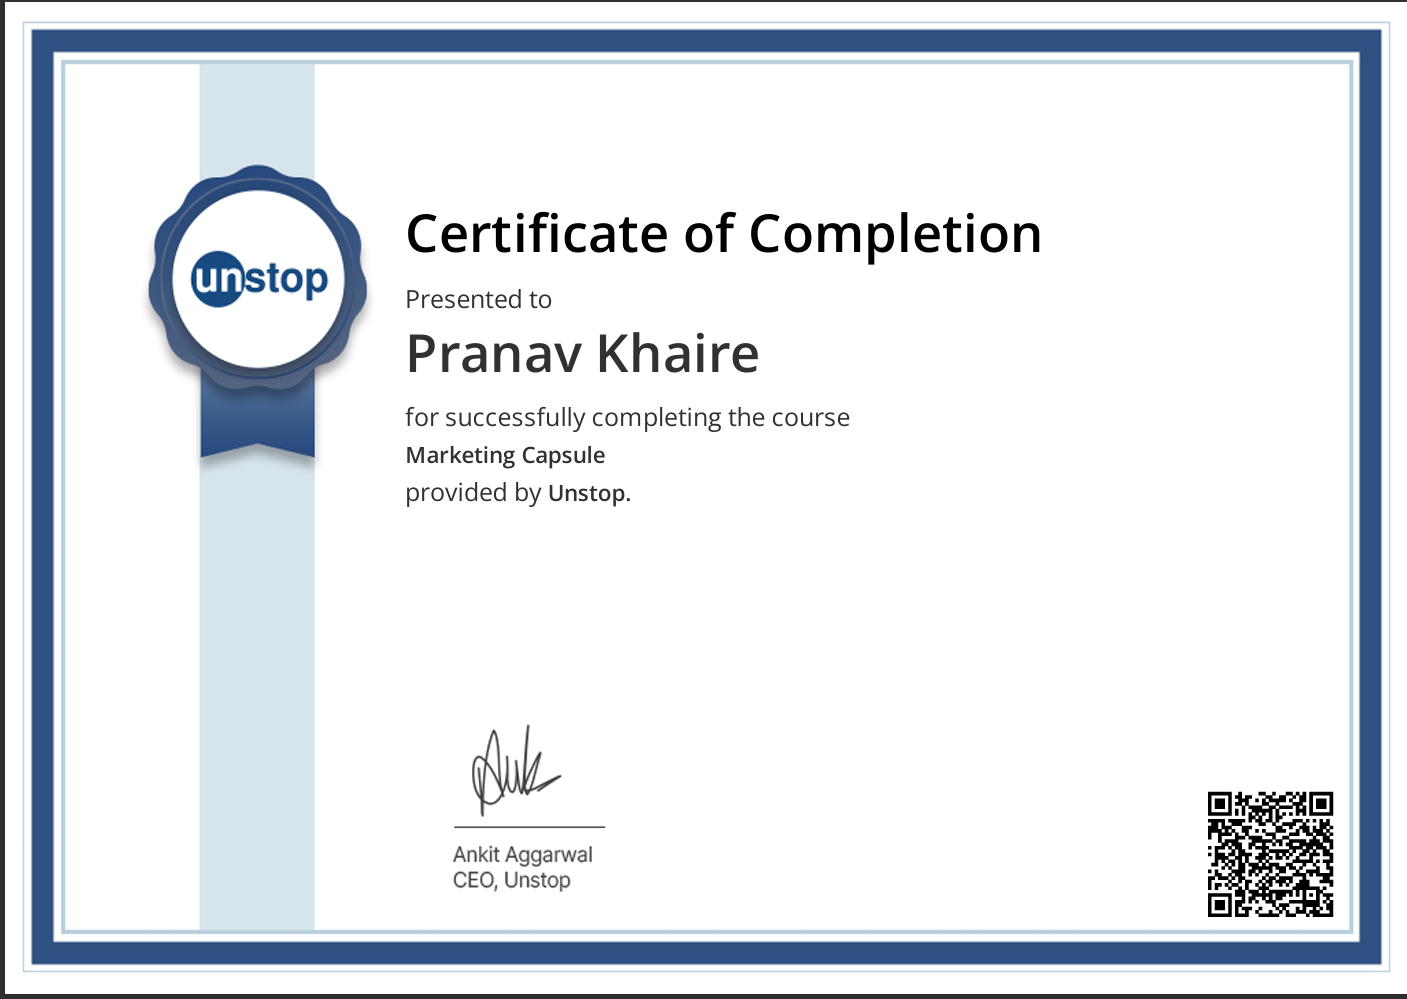 unstop
Certificate of Completion
Presented to
Pranav Khaire
for successfully completing the course
Marketing Capsule
provided by Unstop.
Ankit Aggarwal
CEO, Unstop